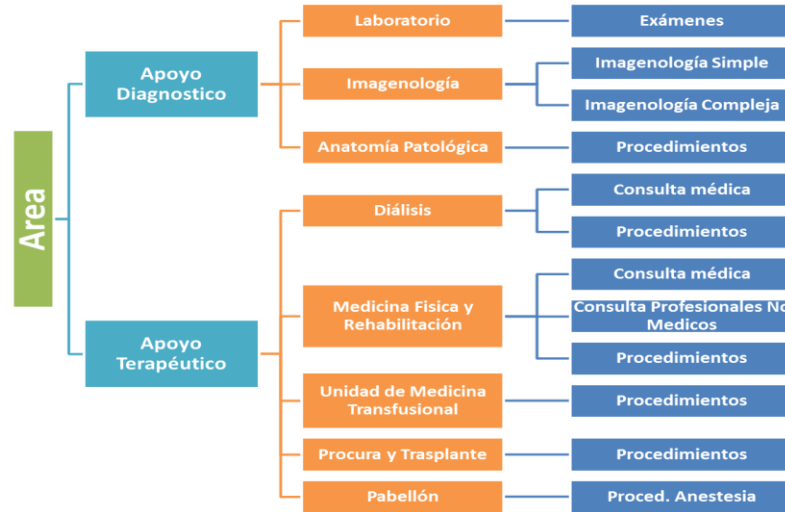 Area
Apoyo
Diagnostico
Laboratorio
Exámenes
Imagenología
Imagenología Simple
Imagenología Compleja
Anatomía Patológica
Procedimientos
Apoyo
Terapéutico
Diálisis
Consulta médica
Procedimientos
Medicina Fisica y
Rehabilitación
Consulta médica
Consulta Profesionales No
Medicos
Procedimientos
Unidad de Medicina
Transfusional
Procedimientos
Procura y Trasplante
Procedimientos
Pabellón
Proced. Anestesia